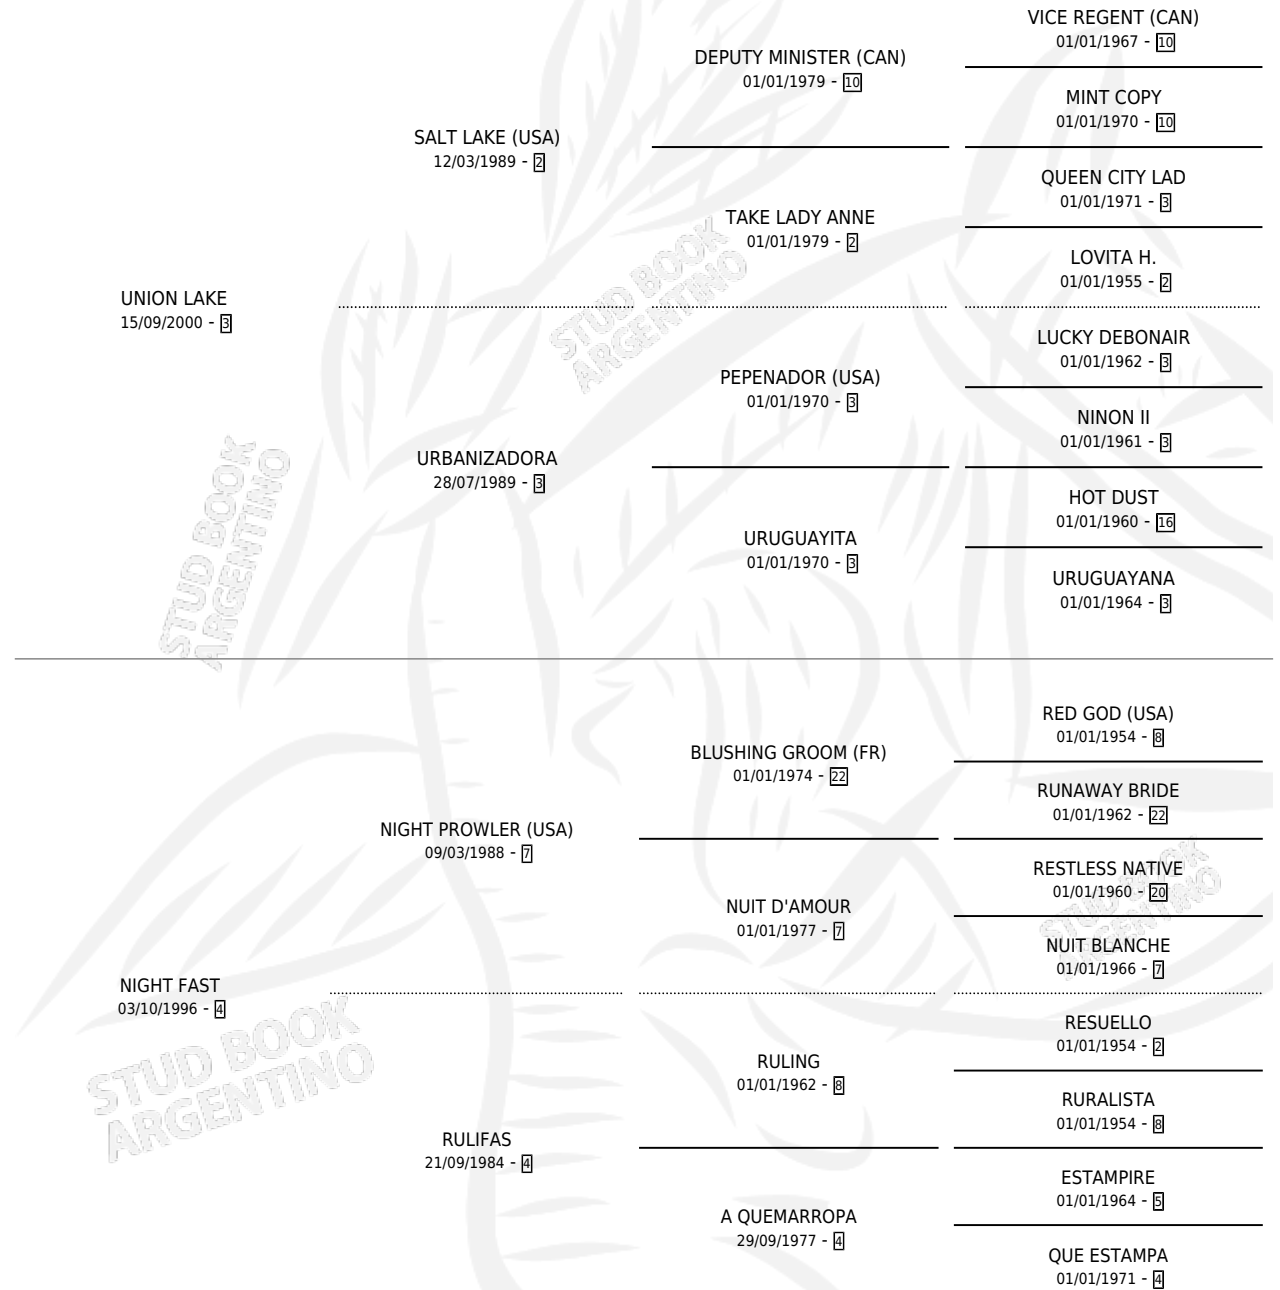 VICE REGENT (CAN)
01/01/1967 - 10
DEPUTY MINISTER (CAN)
01/01/1979 - 10
MINT COPY
01/01/1970 - 10
SALT LAKE (USA)
12/03/1989 - 2
QUEEN CITY LAD
01/01/1971 - 3
TAKE LADY ANNE
01/01/1979 - 2
LOVITA H.
01/01/1955 - 2
UNION LAKE
15/09/2000 - 3
LUCKY DEBONAIR
01/01/1962 - 3
PEPENADOR (USA)
01/01/1970 - 3
NINON II
01/01/1961 - 3
URBANIZADORA
28/07/1989 - 3
HOT DUST
01/01/1960 - 16
URUGUAYITA
01/01/1970 - 3
URUGUAYANA
01/01/1964 - 3
RED GOD (USA)
01/01/1954 - 8
BLUSHING GROOM (FR)
01/01/1974 - 22
RUNAWAY BRIDE
01/01/1962 - 22
NIGHT PROWLER (USA)
09/03/1988 - 7
RESTLESS NATIVE
01/01/1960 - 20
NUIT D'AMOUR
01/01/1977 - 7
NUIT BLANCHE
01/01/1966 - 7
NIGHT FAST
03/10/1996 - 4
RESUELLO
01/01/1954 - 2
RULING
01/01/1962 - 8
RURALISTA
01/01/1954 - 8
RULIFAS
21/09/1984 - 4
ESTAMPIRE
01/01/1964 - 5
A QUEMARROPA
29/09/1977 - 4
QUE ESTAMPA
01/01/1971 - 4
STUD BOOK
ARGENTINO
STUD BOOK
ARGENTINO
STUD BOOK
ARGENTINO
STUD BOOK
ARGENTINO